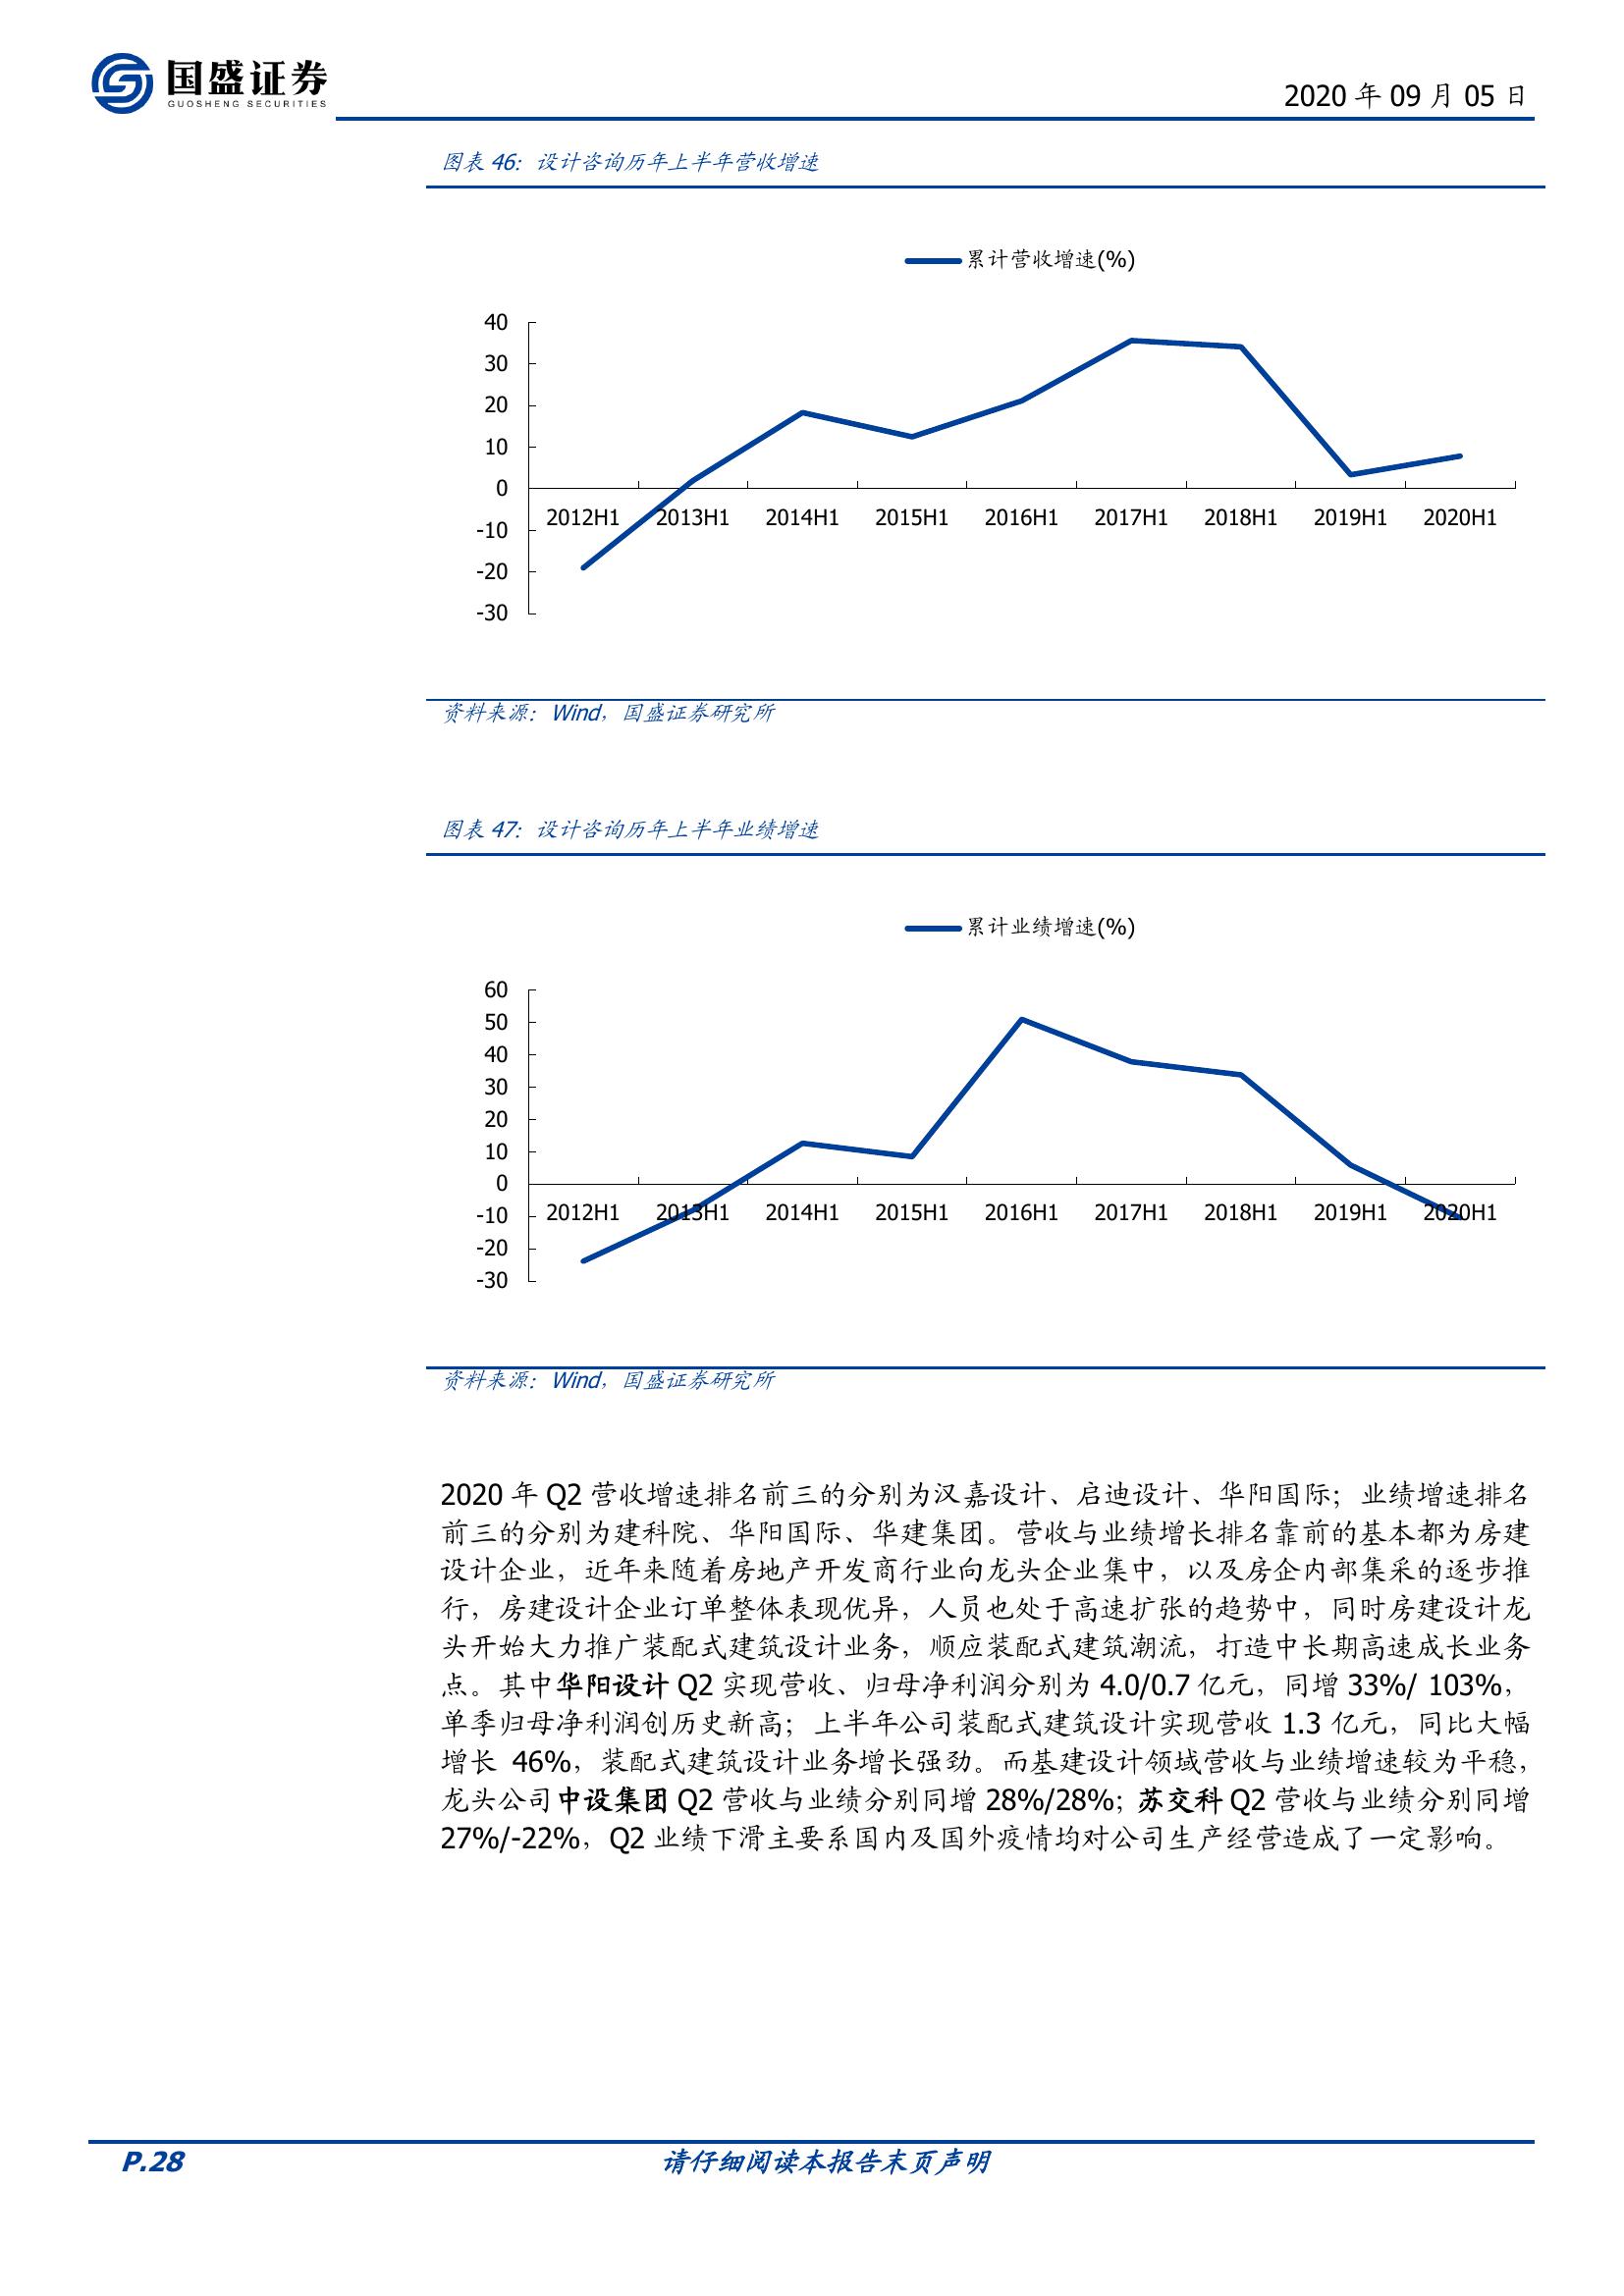 国盛证券
GUOSHENG SECURITIES
2020 年 09 月 05 日
图表 46：设计咨询历年上半年营收增速
累计营收增速(%)
40
30
20
10
0
-10
-20
-30
2012H1 2013H1 2014H1 2015H1 2016H1 2017H1 2018H1 2019H1 2020H1
资料来源：Wind，国盛证券研究所
图表 47：设计咨询历年上半年业绩增速
累计业绩增速(%)
60
50
40
30
20
10
0
-10
-20
-30
2012H1 2013H1 2014H1 2015H1 2016H1 2017H1 2018H1 2019H1 2020H1
资料来源：Wind，国盛证券研究所
2020 年 Q2 营收增速排名前三的分别为汉嘉设计、启迪设计、华阳国际；业绩增速排名
前三的分别为建科院、华阳国际、华建集团。营收与业绩增长排名靠前的基本都为房建
设计企业，近年来随着房地产开发商行业向龙头企业集中，以及房企内部集采的逐步推
行，房建设计企业订单整体表现优异，人员也处于高速扩张的趋势中，同时房建设计龙
头开始大力推广装配式建筑设计业务，顺应装配式建筑潮流，打造中长期高速成长业务
点。其中华阳设计 Q2 实现营收、归母净利润分别为 4.0/0.7 亿元，同增 33%/ 103%，
单季归母净利润创历史新高；上半年公司装配式建筑设计实现营收 1.3 亿元，同比大幅
增长 46%，装配式建筑设计业务增长强劲。而基建设计领域营收与业绩增速较为平稳，
龙头公司中设集团 Q2 营收与业绩分别同增 28%/28%；苏交科 Q2 营收与业绩分别同增
27%/-22%，Q2 业绩下滑主要系国内及国外疫情均对公司生产经营造成了一定影响。
P.28
请仔细阅读本报告末页声明